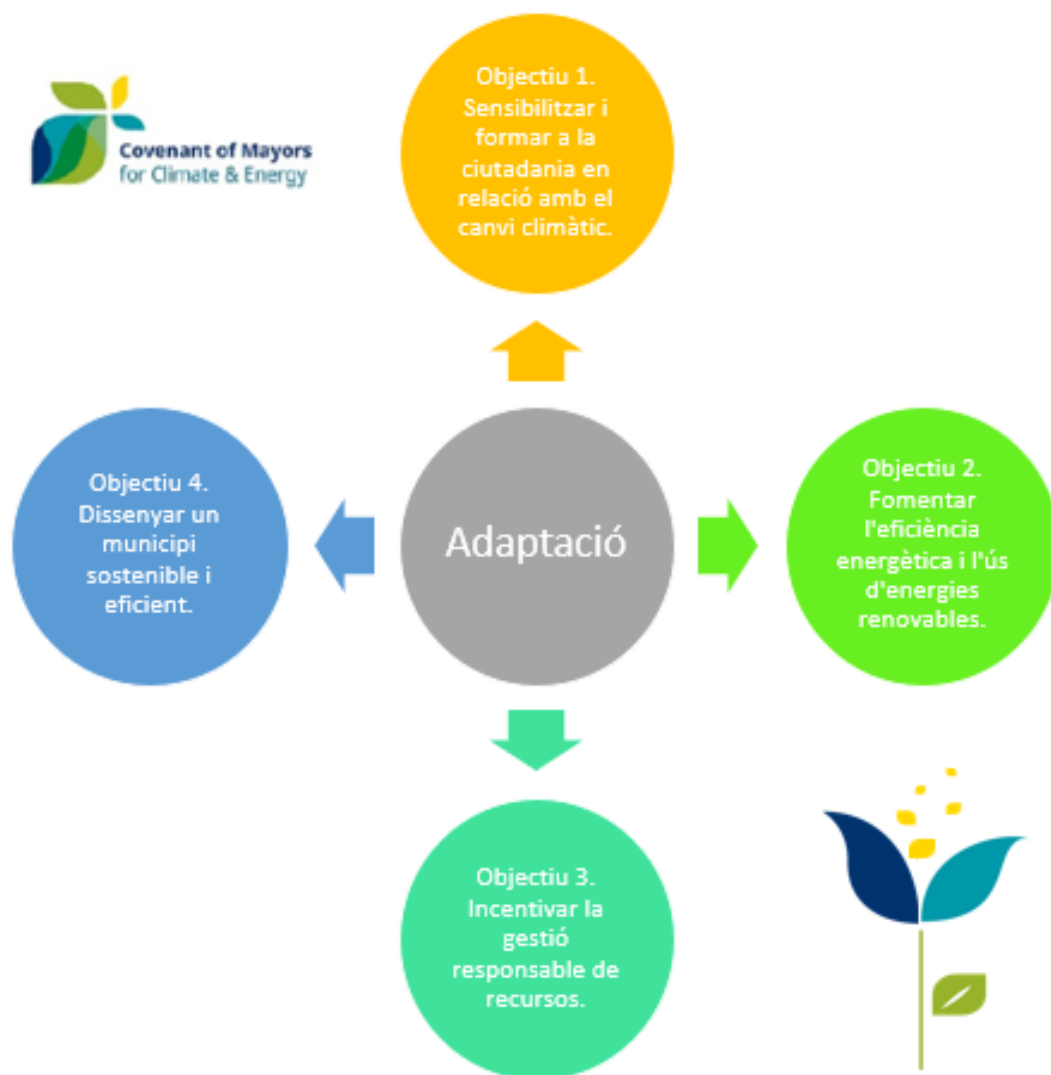 Covenant of Mayors
for Climate & Energy
Objectiu 1.
Sensibilitzar i
formar a la
ciutadania en
relació amb el
canvi climàtic.
Objectiu 4.
Dissenyar un
municipi
sostenible i
eficient.
Adaptació
Objectiu 2.
Fomentar
l'eficiència
energètica i l'ús
d'energies
renovables.
Objectiu 3.
Incentivar la
gestió
responsable de
recursos.